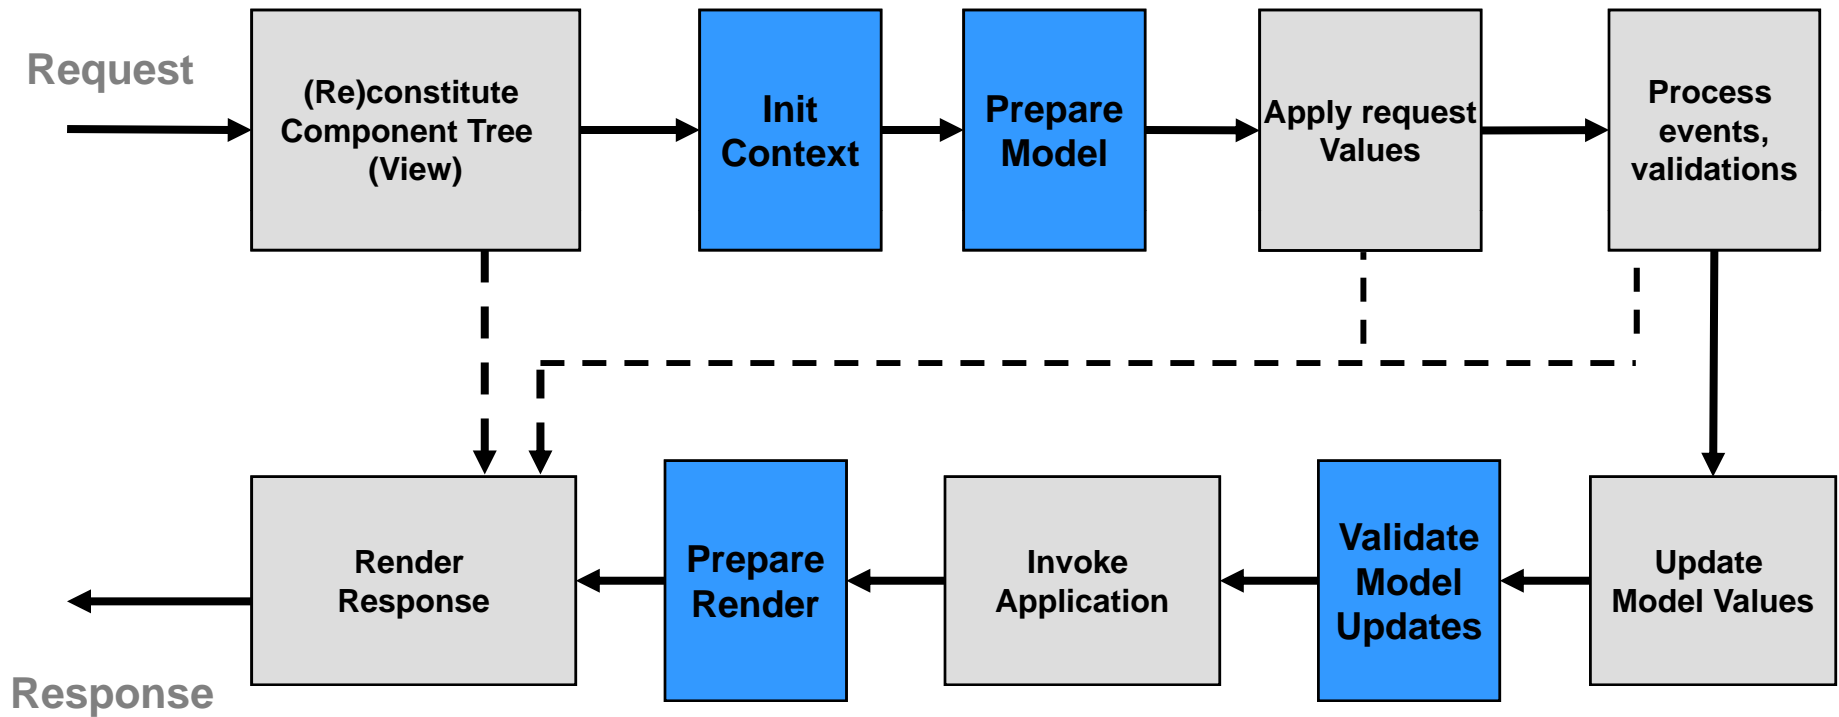 Request
(Re)constitute
Component Tree
(View)
Init
Context
Prepare
Model
Apply request
Values
Process
events,
validations
Render
Response
Prepare
Render
Invoke
Application
Validate
Model
Updates
Update
Model Values
Response